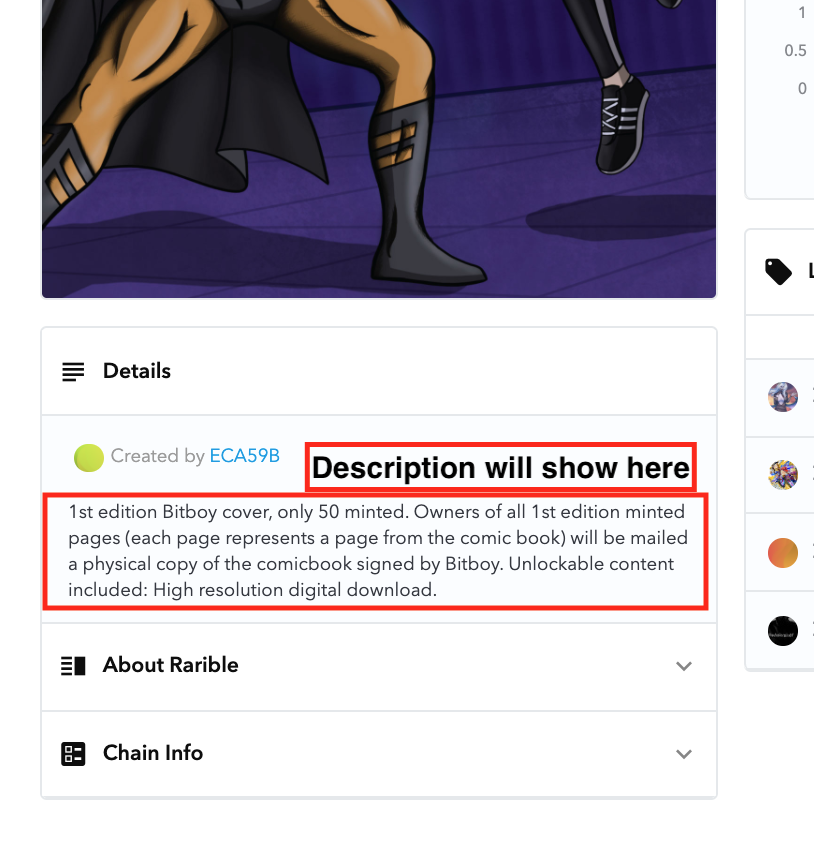 1
0.5
0
Details
Created by ECA59B
Description will show here
1st edition Bitboy cover, only 50 minted. Owners of all 1st edition minted
pages (each page represents a page from the comic book) will be mailed
a physical copy of the comicbook signed by Bitboy. Unlockable content
included: High resolution digital download.
About Rarible
Chain Info